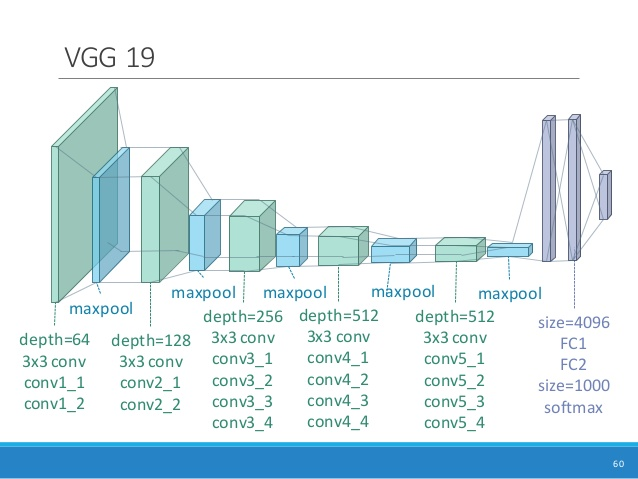 VGG 19
maxpool
maxpool
maxpool
maxpool
maxpool
depth=64
3x3 conv
conv1_1
conv1_2
depth=128
3x3 conv
conv2_1
conv2_2
depth=256
3x3 conv
conv3_1
conv3_2
conv3_3
conv3_4
depth=512
3x3 conv
conv4_1
conv4_2
conv4_3
conv4_4
depth=512
3x3 conv
conv5_1
conv5_2
conv5_3
conv5_4
size=4096
FC1
FC2
size=1000
softmax
60